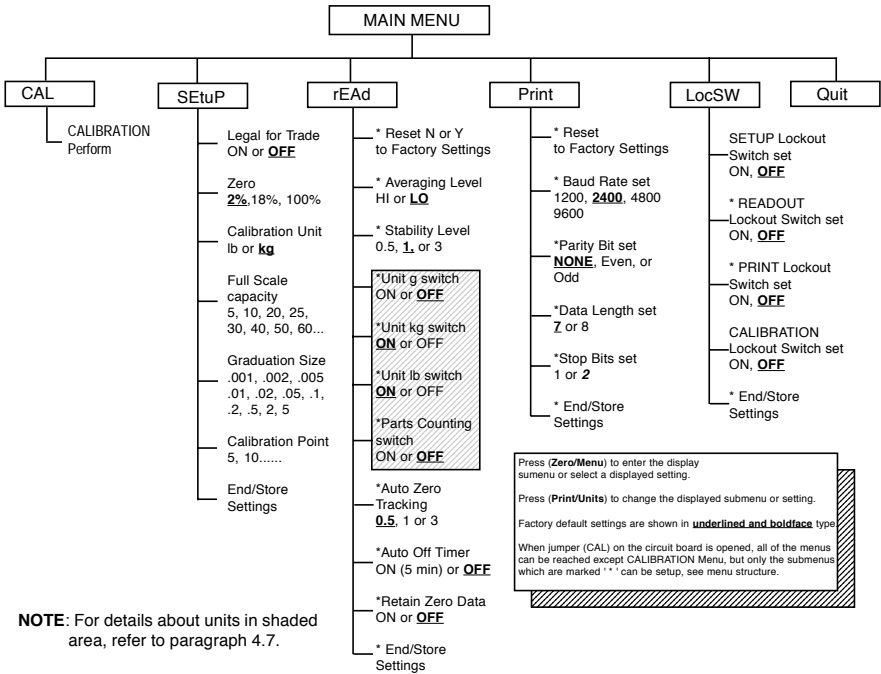 MAIN MENU
CAL
SEtuP
rEAd
Print
LocSW
Quit
CALIBRATION
Perform
Legal for Trade
ON or OFF
Zero
2%,18%, 100%
Calibration Unit
lb or kg
Full Scale
capacity
5, 10, 20, 25,
30, 40, 50, 60...
Graduation Size
.001, .002, .005
.01, .02, .05, .1,
.2, .5, 2, 5
Calibration Point
5, 10......
End/Store
Settings
* Reset N or Y
to Factory Settings
* Averaging Level
HI or LO
* Stability Level
0.5, 1, or 3
*Unit g switch
ON or OFF
*Unit kg switch
ON or OFF
*Unit lb switch
ON or OFF
*Parts Counting
switch
ON or OFF
*Auto Zero
Tracking
0.5, 1 or 3
*Auto Off Timer
ON (5 min) or OFF
*Retain Zero Data
ON or OFF
* End/Store
Settings
* Reset
to Factory Settings
* Baud Rate set
1200, 2400, 4800
9600
*Parity Bit set
NONE, Even, or
Odd
*Data Length set
7 or 8
*Stop Bits set
1 or 2
* End/Store
Settings
SETUP Lockout
Switch set
ON, OFF
* READOUT
Lockout Switch set
ON, OFF
* PRINT Lockout
Switch set
ON, OFF
CALIBRATION
Lockout Switch set
ON, OFF
* End/Store
Settings
Press (Zero/Menu) to enter the display
sumenu or select a displayed setting.
Press (Print/Units) to change the displayed submenu or setting.
Factory default settings are shown in underlined and boldface type
When jumper (CAL) on the circuit board is opened, all of the menus
can be reached except CALIBRATION Menu, but only the submenus
which are marked ' * ' can be setup, see menu structure.
NOTE: For details about units in shaded
area, refer to paragraph 4.7.